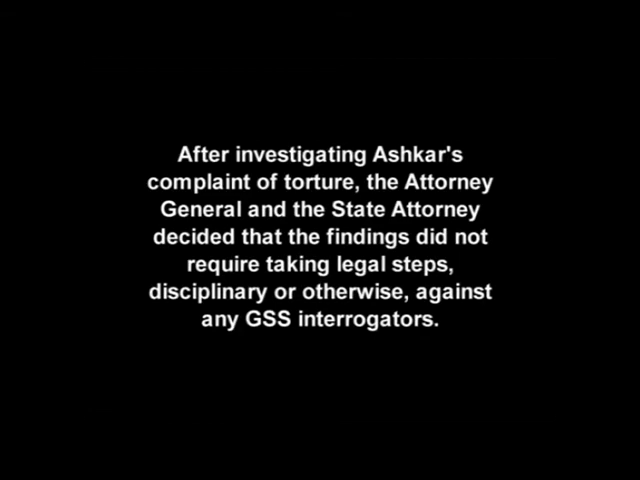 After investigating Ashkar's
complaint of torture, the Attorney
General and the State Attorney
decided that the findings did not
require taking legal steps,
disciplinary or otherwise, against
any GSS interrogators.